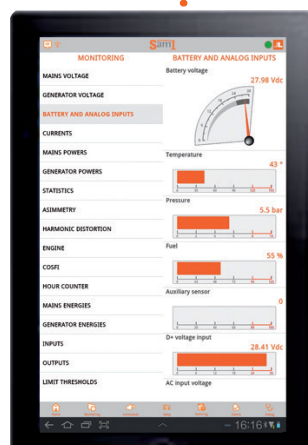 Sam1
MONITORING
MAINS VOLTAGE
GENERATOR VOLTAGE
BATTERY AND ANALOG INPUTS
CURRENTS
MAINS POWERS
GENERATOR POWERS
STATISTICS
ASIMMETRY
HARMONIC DISTORTION
ENGINE
COSFI
HOUR COUNTER
MAINS ENERGIES
GENERATOR ENERGIES
INPUTS
OUTPUTS
LIMIT THRESHOLDS
BATTERY AND ANALOG INPUTS
Battery voltage
27.98 Vdc
Temperature
43 °
Pressure
5.5 bar
Fuel
55 %
Auxiliary sensor
0
D+ voltage input
28.41 Vdc
AC input voltage
16:16